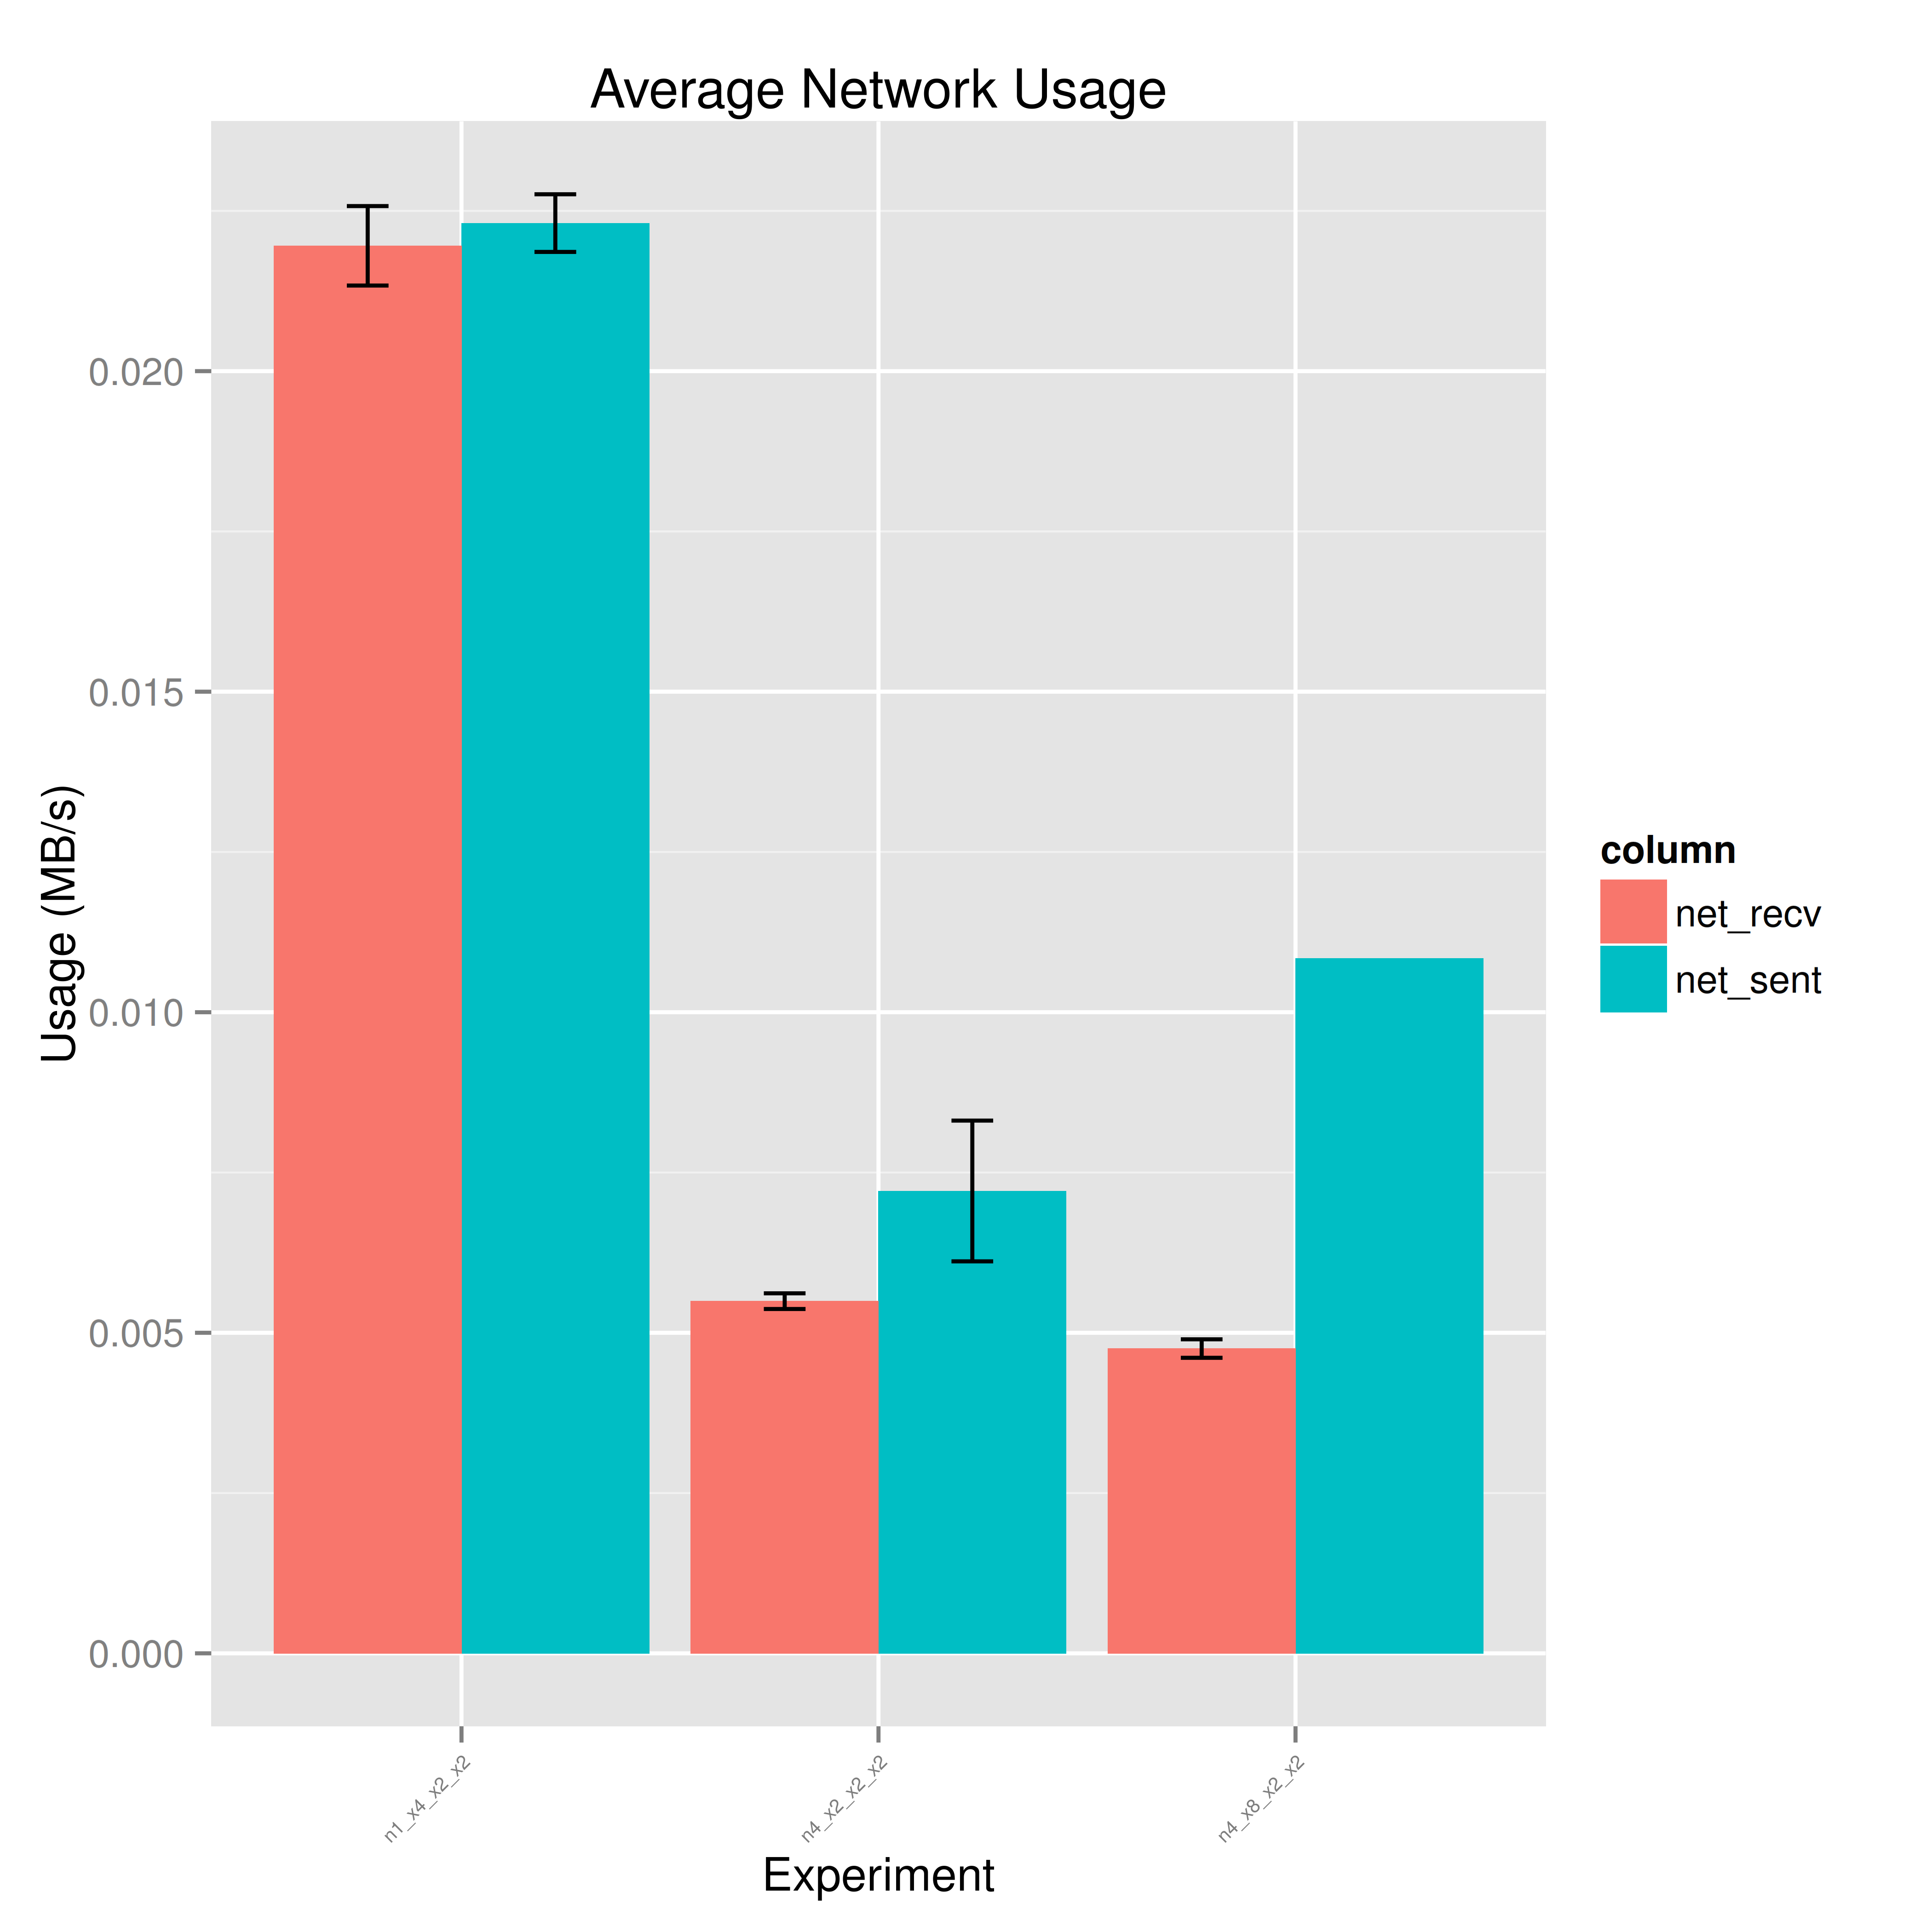 Average Network Usage
Usage (MB/s)
0.020
0.015
0.010
0.005
0.000
n1_x4_x2_x2
n4_x2_x2_x2
n4_x8_x2_x2
Experiment
column
net_recv
net_sent